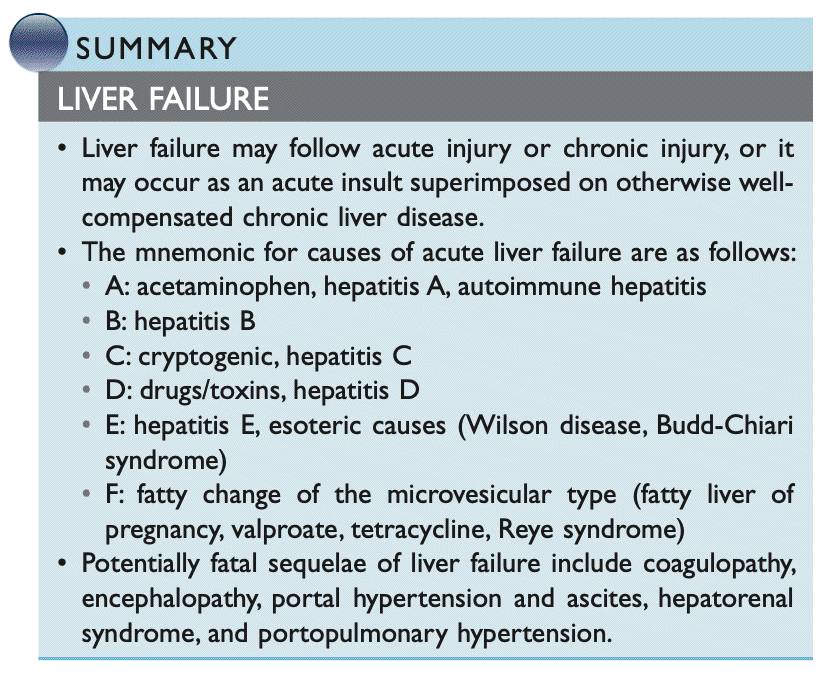 SUMMARY
LIVER FAILURE
• Liver failure may follow acute injury or chronic injury, or it
may occur as an acute insult superimposed on otherwise well-
compensated chronic liver disease.
• The mnemonic for causes of acute liver failure are as follows:
• A: acetaminophen, hepatitis A, autoimmune hepatitis
• B: hepatitis B
• C: cryptogenic, hepatitis C
• D: drugs/toxins, hepatitis D
• E: hepatitis E, esoteric causes (Wilson disease, Budd-Chiari
syndrome)
• F: fatty change of the microvesicular type (fatty liver of
pregnancy, valproate, tetracycline, Reye syndrome)
• Potentially fatal sequelae of liver failure include coagulopathy,
encephalopathy, portal hypertension and ascites, hepatorenal
syndrome, and portopulmonary hypertension.